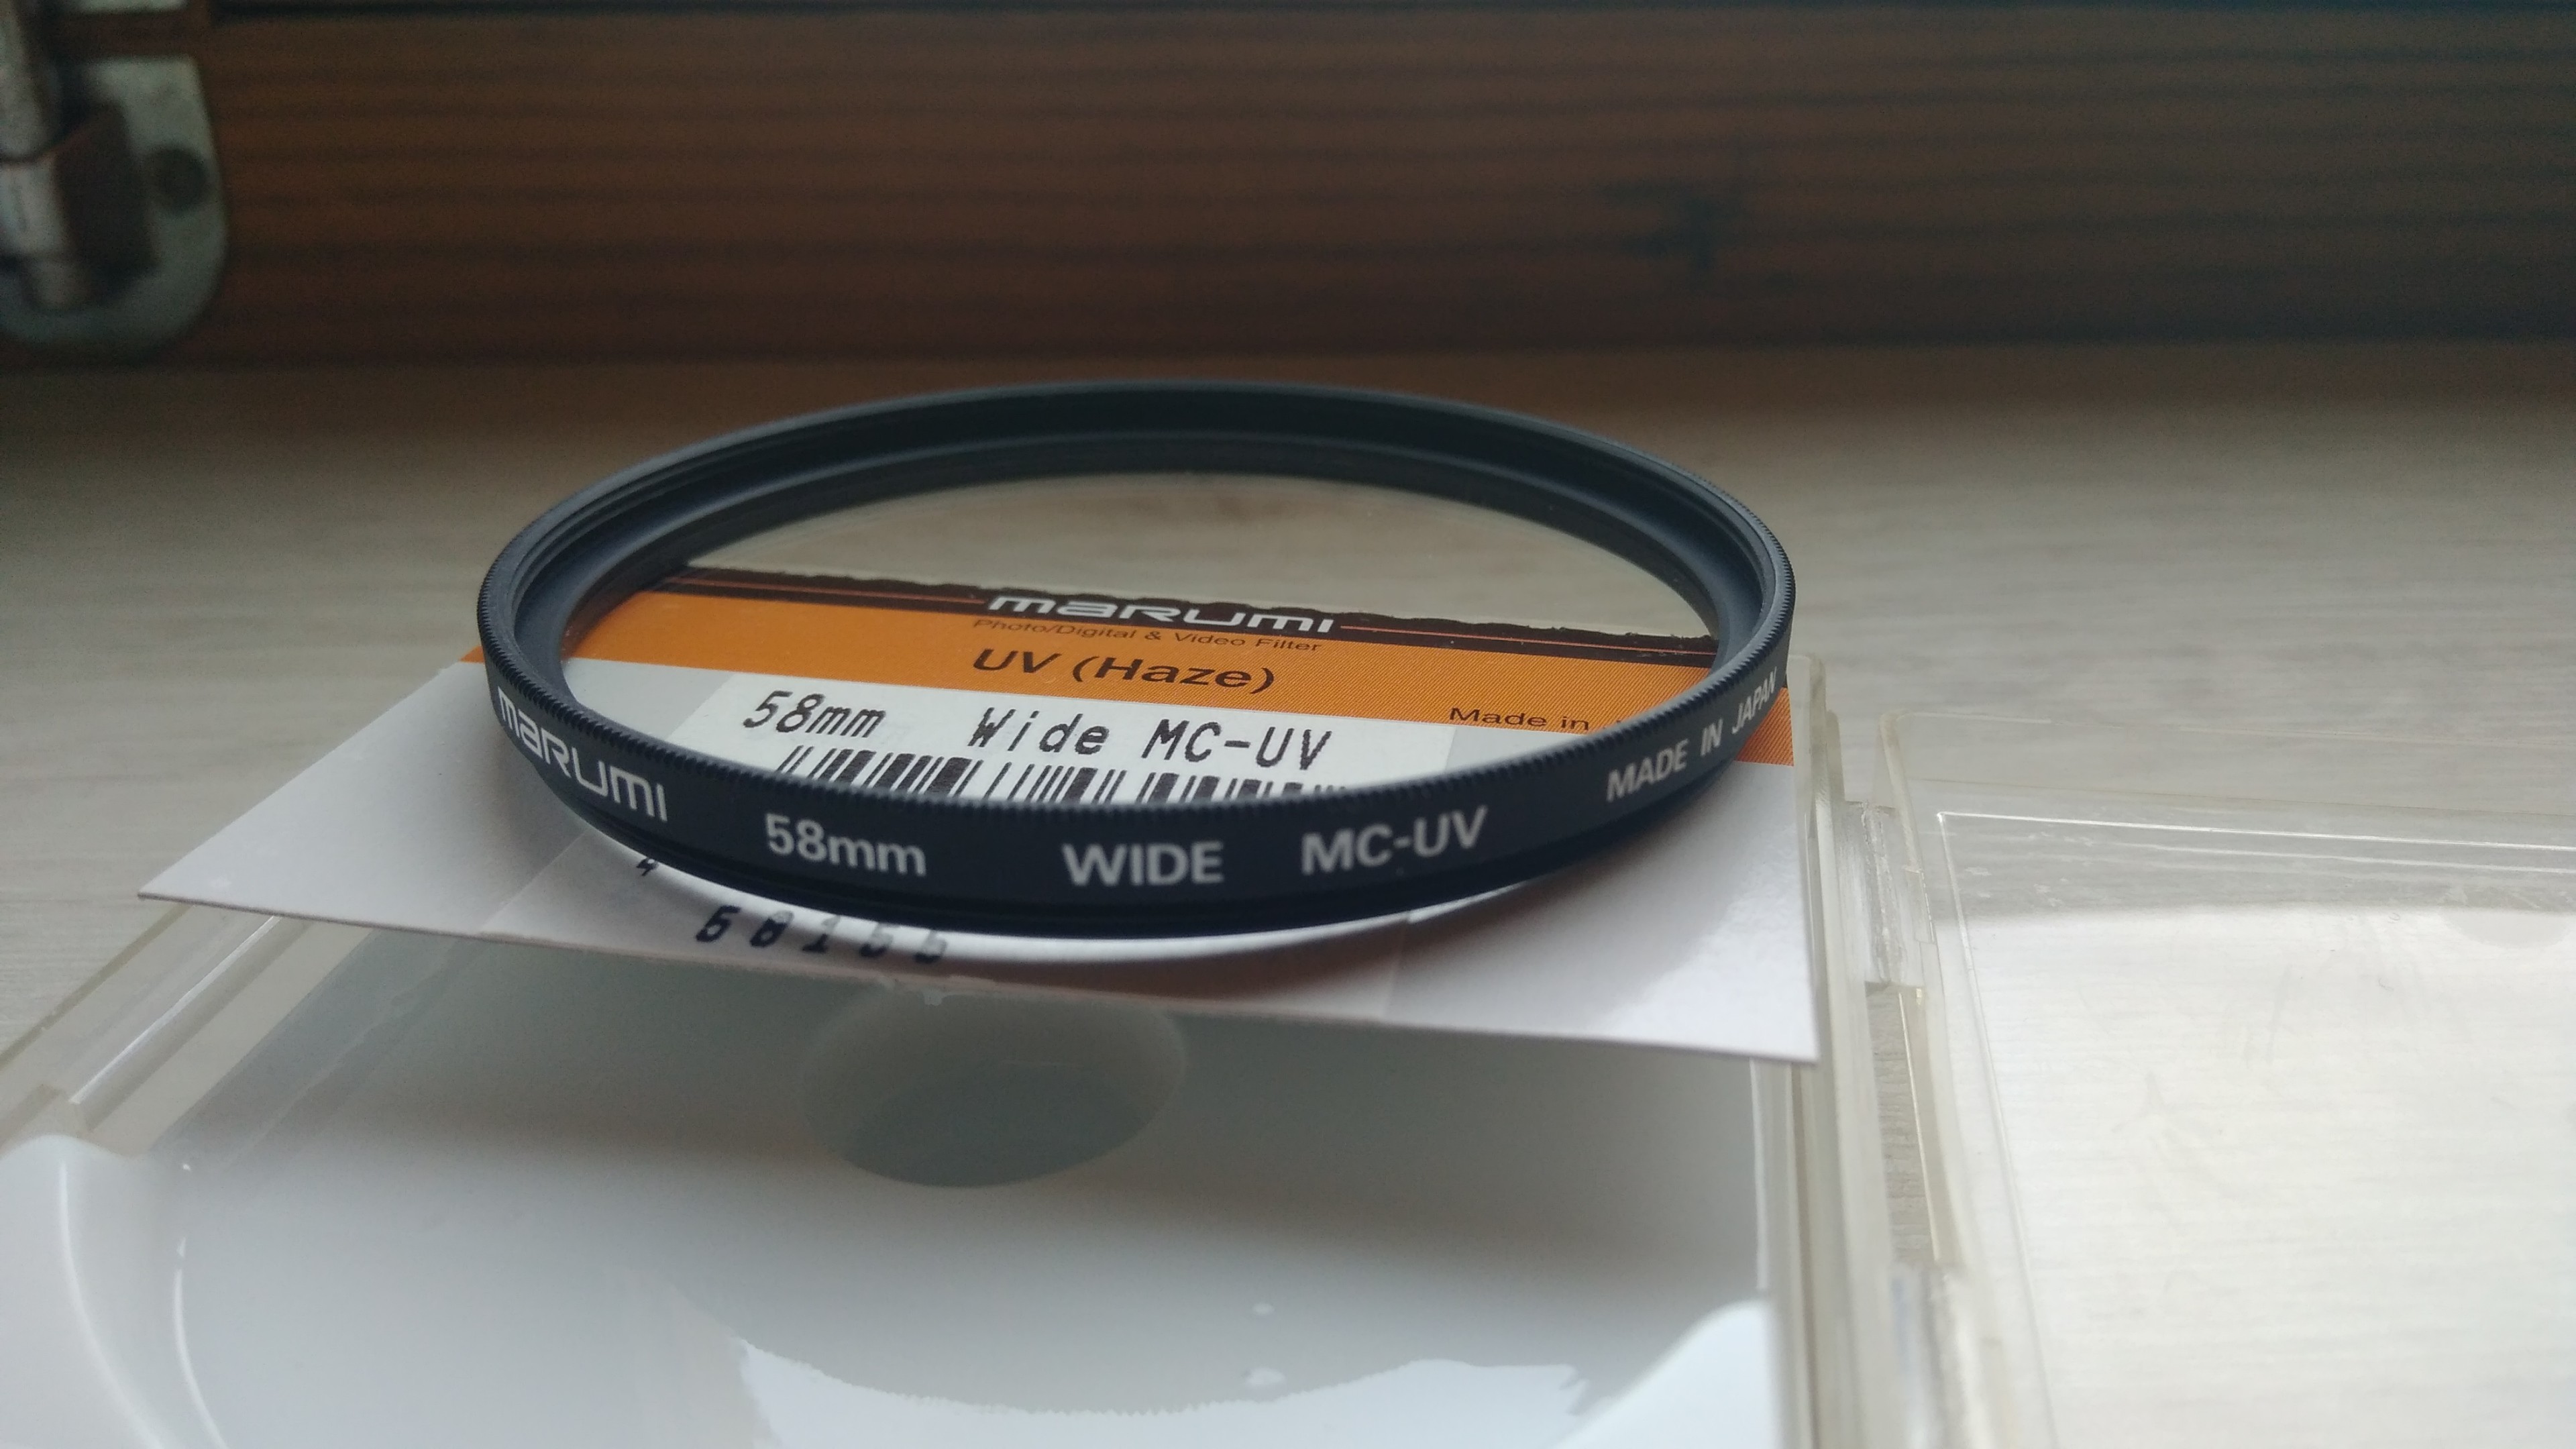 marumi
Photo/Digital & Video Filter
UV (Haze)
Made in
58mm Wide MC-UV
marumi 58mm WIDE MC-UV MADE IN JAPAN